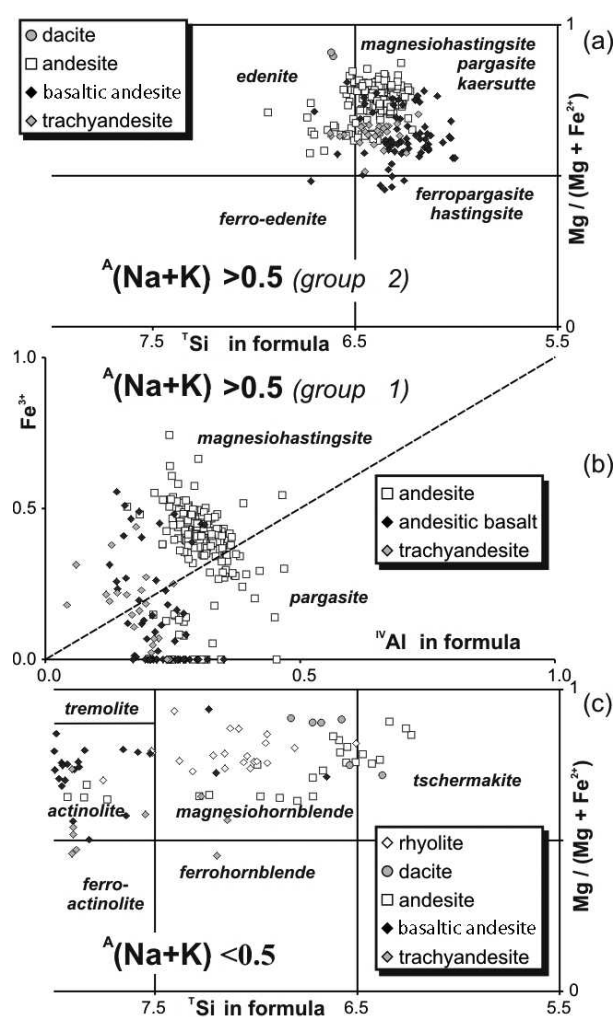 (a)
dacite
andesite
basaltic andesite
trachyandesite
edenite
magnesiohastingsite
pargasite
kaersutte
ferro-edenite
ferropargasite
hastingsite
ᴬ(Na+K) >0.5 (group 2)
1
Mg / (Mg + Fe²⁺)
0
7.5
6.5
5.5
ᵀSi in formula
(b)
1.0
Fe³⁺
0.5
0.0
ᴬ(Na+K) >0.5 (group 1)
magnesiohastingsite
andesite
andesitic basalt
trachyandesite
pargasite
ᴵⱽAl in formula
0.5
1.0
(c)
tremolite
actinolite
magnesiohornblende
tschermakite
ferro-
actinolite
ferrohornblende
rhyolite
dacite
andesite
basaltic andesite
trachyandesite
ᴬ(Na+K) <0.5
1
Mg / (Mg + Fe²⁺)
0
7.5
6.5
5.5
ᵀSi in formula